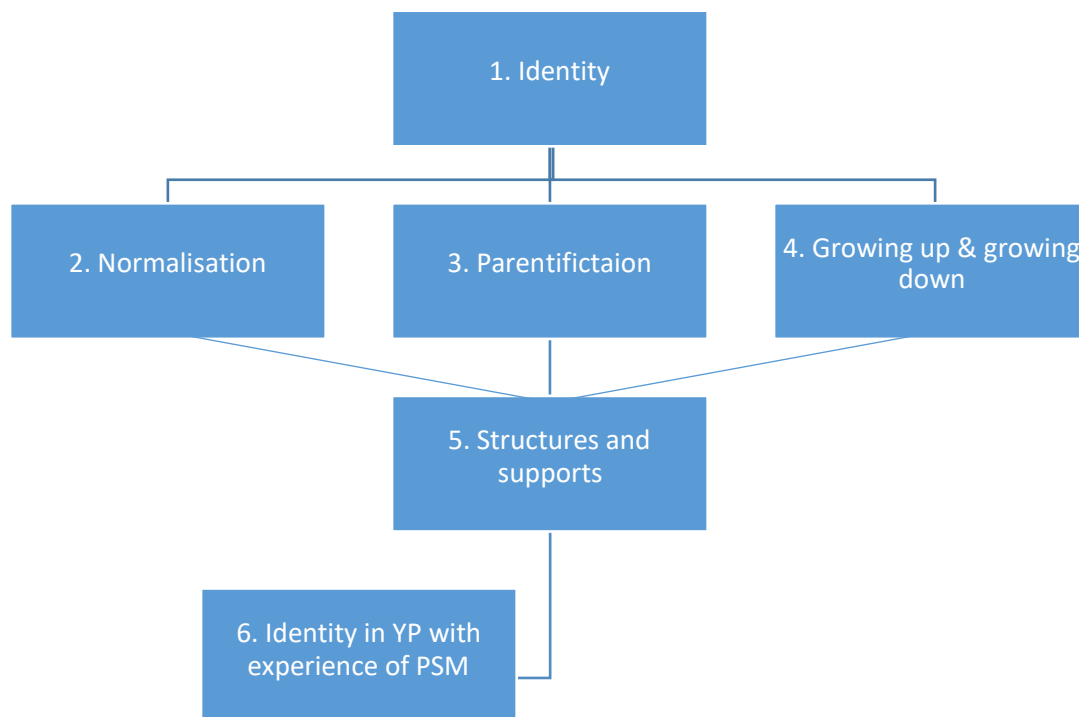 1. Identity
2. Normalisation
3. Parentifictaion
4. Growing up & growing
down
5. Structures and
supports
6. Identity in YP with
experience of PSM